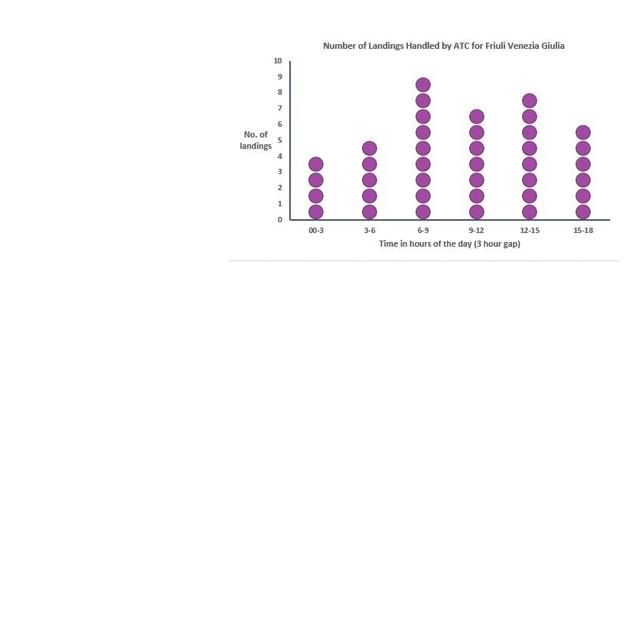 Number of Landings Handled by ATC for Friuli Venezia Giulia
10
9
8
7
6
5
4
3
2
1
0
No. of
landings
00-3 3-6 6-9 9-12 12-15 15-18
Time in hours of the day (3 hour gap)